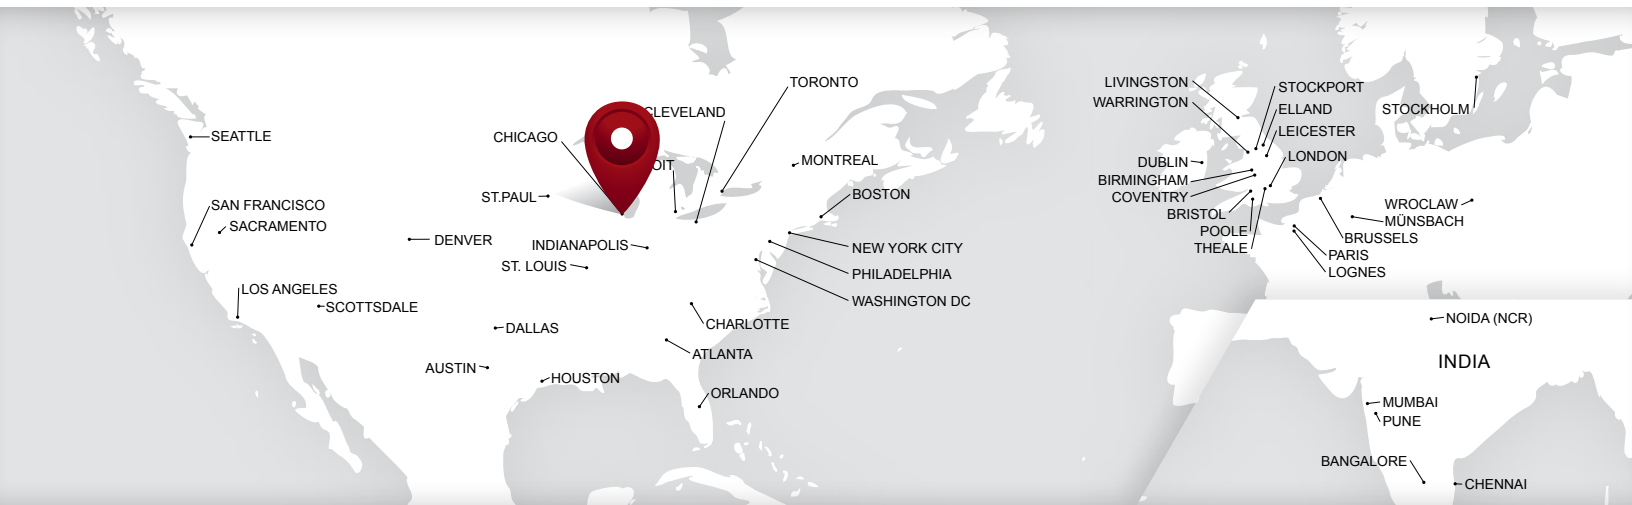 TORONTO
CLEVELAND
CHICAGO
SEATTLE
OIT
MONTREAL
ST.PAUL
BOSTON
SAN FRANCISCO
SACRAMENTO
DENVER
INDIANAPOLIS
NEW YORK CITY
ST. LOUIS
PHILADELPHIA
LOS ANGELES
SCOTTSDALE
WASHINGTON DC
DALLAS
CHARLOTTE
ATLANTA
AUSTIN
HOUSTON
ORLANDO
LIVINGSTON
STOCKPORT
WARRINGTON
ELLAND
STOCKHOLM
LEICESTER
DUBLIN
LONDON
BIRMINGHAM
COVENTRY
BRISTOL
WROCLAW
POOLE
MÜNSBACH
THEALE
BRUSSELS
PARIS
LOGNES
NOIDA (NCR)
INDIA
MUMBAI
PUNE
BANGALORE
CHENNAI